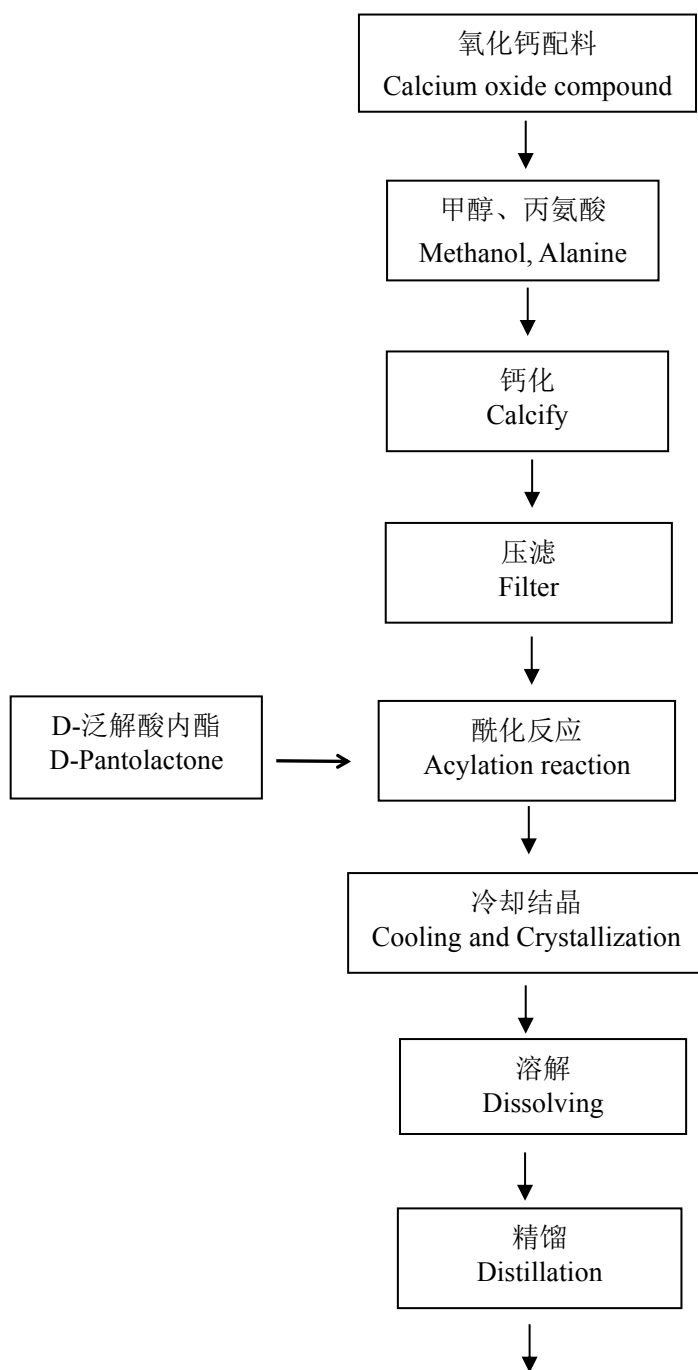 氧化钙配料
Calcium oxide compound
甲醇、丙氨酸
Methanol, Alanine
钙化
Calcify
压滤
Filter
D-泛解酸内酯
D-Pantolactone
酰化反应
Acylation reaction
冷却结晶
Cooling and Crystallization
溶解
Dissolving
精馏
Distillation